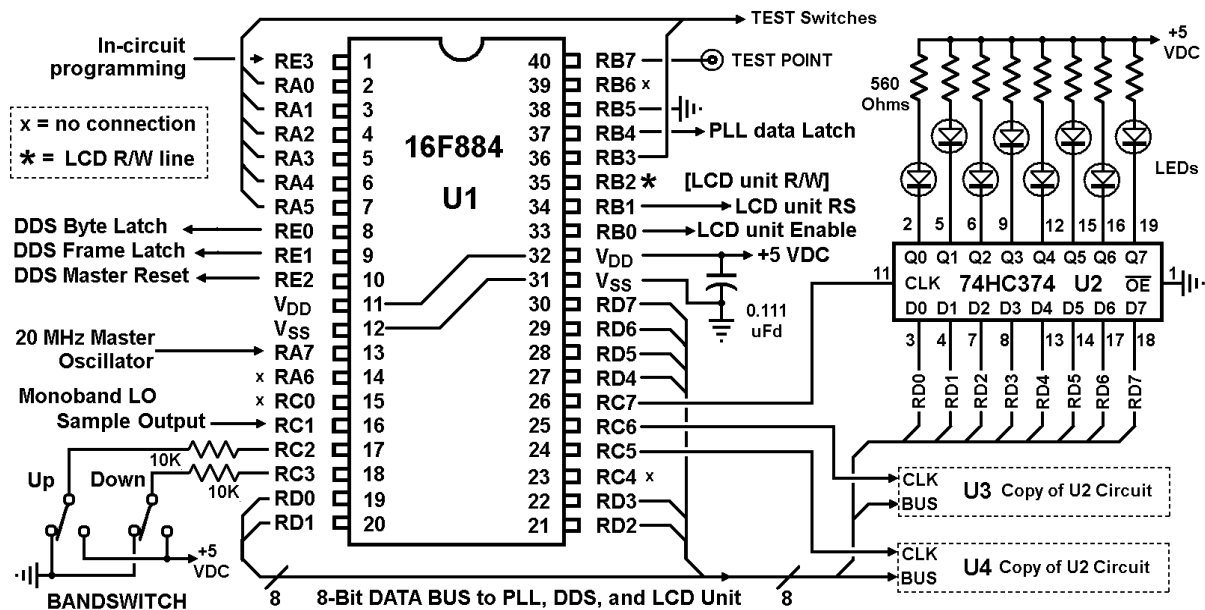 TEST Switches
In-circuit
programming
RE3 1
RA0 2
RA1 3
RA2 4
RA3 5
RA4 6
RA5 7
RE0 8
RE1 9
RE2 10
VDD 11
VSS 12
RA7 13
RA6 14
RC0 15
RC1 16
RC2 17
RC3 18
RD0 19
RD1 20
x = no connection
* = LCD R/W line
DDS Byte Latch
DDS Frame Latch
DDS Master Reset
20 MHz Master
Oscillator
x
Monoband LO
x
Sample Output
10K
10K
Up
Down
+5
VDC
BANDSWITCH
16F884
U1
40 RB7
39 RB6 x
38 RB5
37 RB4
36 RB3
35 RB2 *
34 RB1
33 RB0
32 VDD
31 VSS
30 RD7
29 RD6
28 RD5
27 RD4
26 RC7
25 RC6
24 RC5
23 RC4 x
22 RD3
21 RD2
TEST POINT
PLL data Latch
[LCD unit R/W]
LCD unit RS
LCD unit Enable
+5 VDC
0.111
uFd
8 8-Bit DATA BUS to PLL, DDS, and LCD Unit 8
+5
VDC
560
Ohms
LEDs
2 5 6 9 12 15 16 19
Q0 Q1 Q2 Q3 Q4 Q5 Q6 Q7
11 CLK 74HC374 U2 OE 1
D0 D1 D2 D3 D4 D5 D6 D7
3 4 7 8 13 14 17 18
RD0 RD1 RD2 RD3 RD4 RD5 RD6 RD7
CLK
U3 Copy of U2 Circuit
BUS
CLK
U4 Copy of U2 Circuit
BUS